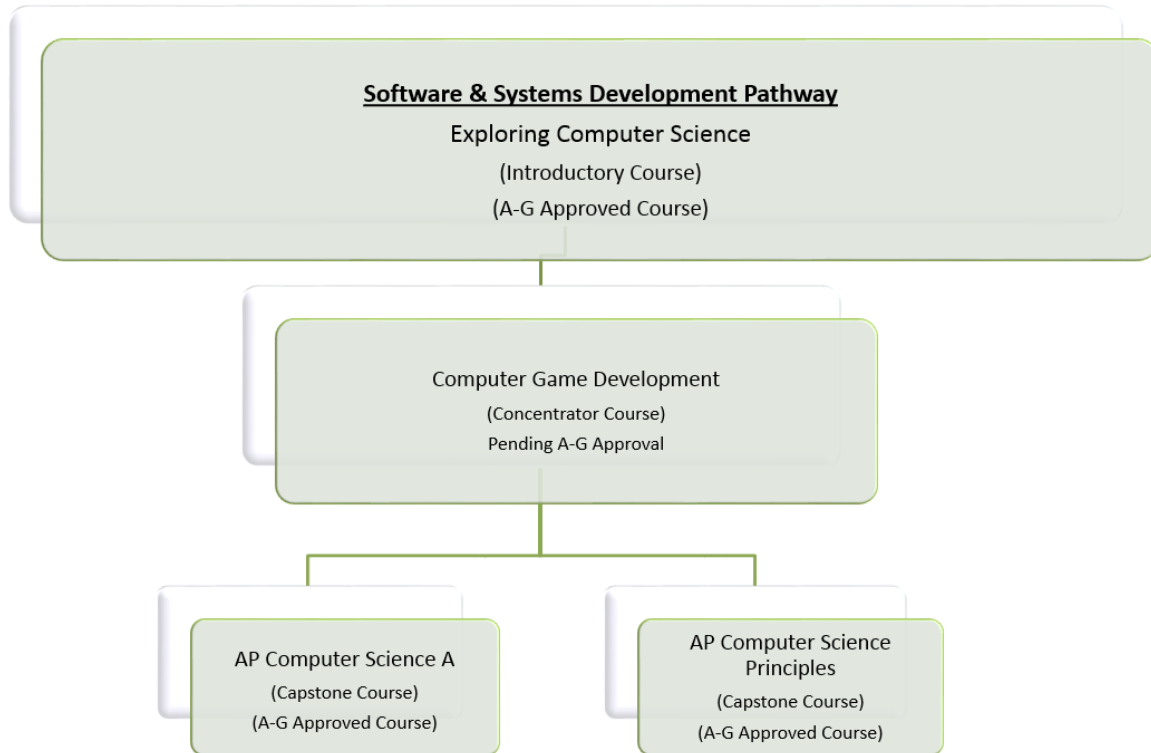 Software & Systems Development Pathway
Exploring Computer Science
(Introductory Course)
(A-G Approved Course)
Computer Game Development
(Concentrator Course)
Pending A-G Approval
AP Computer Science A
(Capstone Course)
(A-G Approved Course)
AP Computer Science
Principles
(Capstone Course)
(A-G Approved Course)